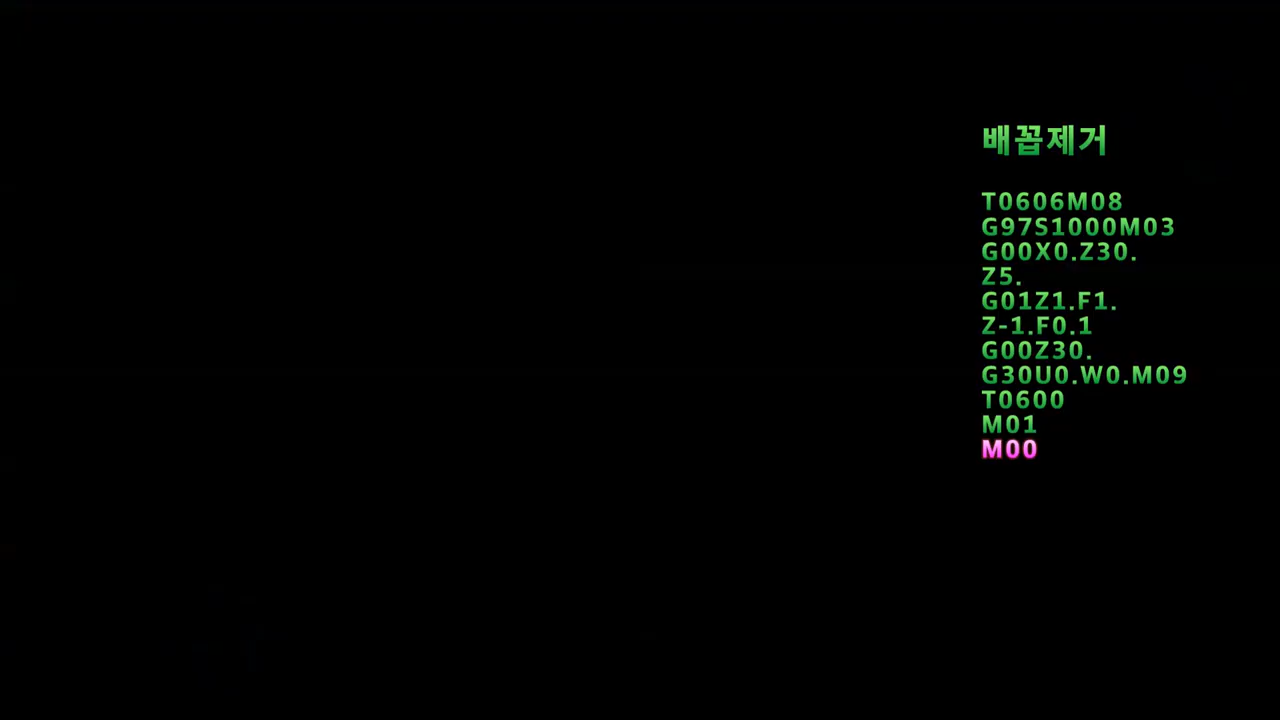 배꼽제거
T0606M08
G97S1000M03
G00X0.Z30.
Z5.
G01Z1.F1.
Z-1.F0.1
G00Z30.
G30U0.W0.M09
T0600
M01
M00